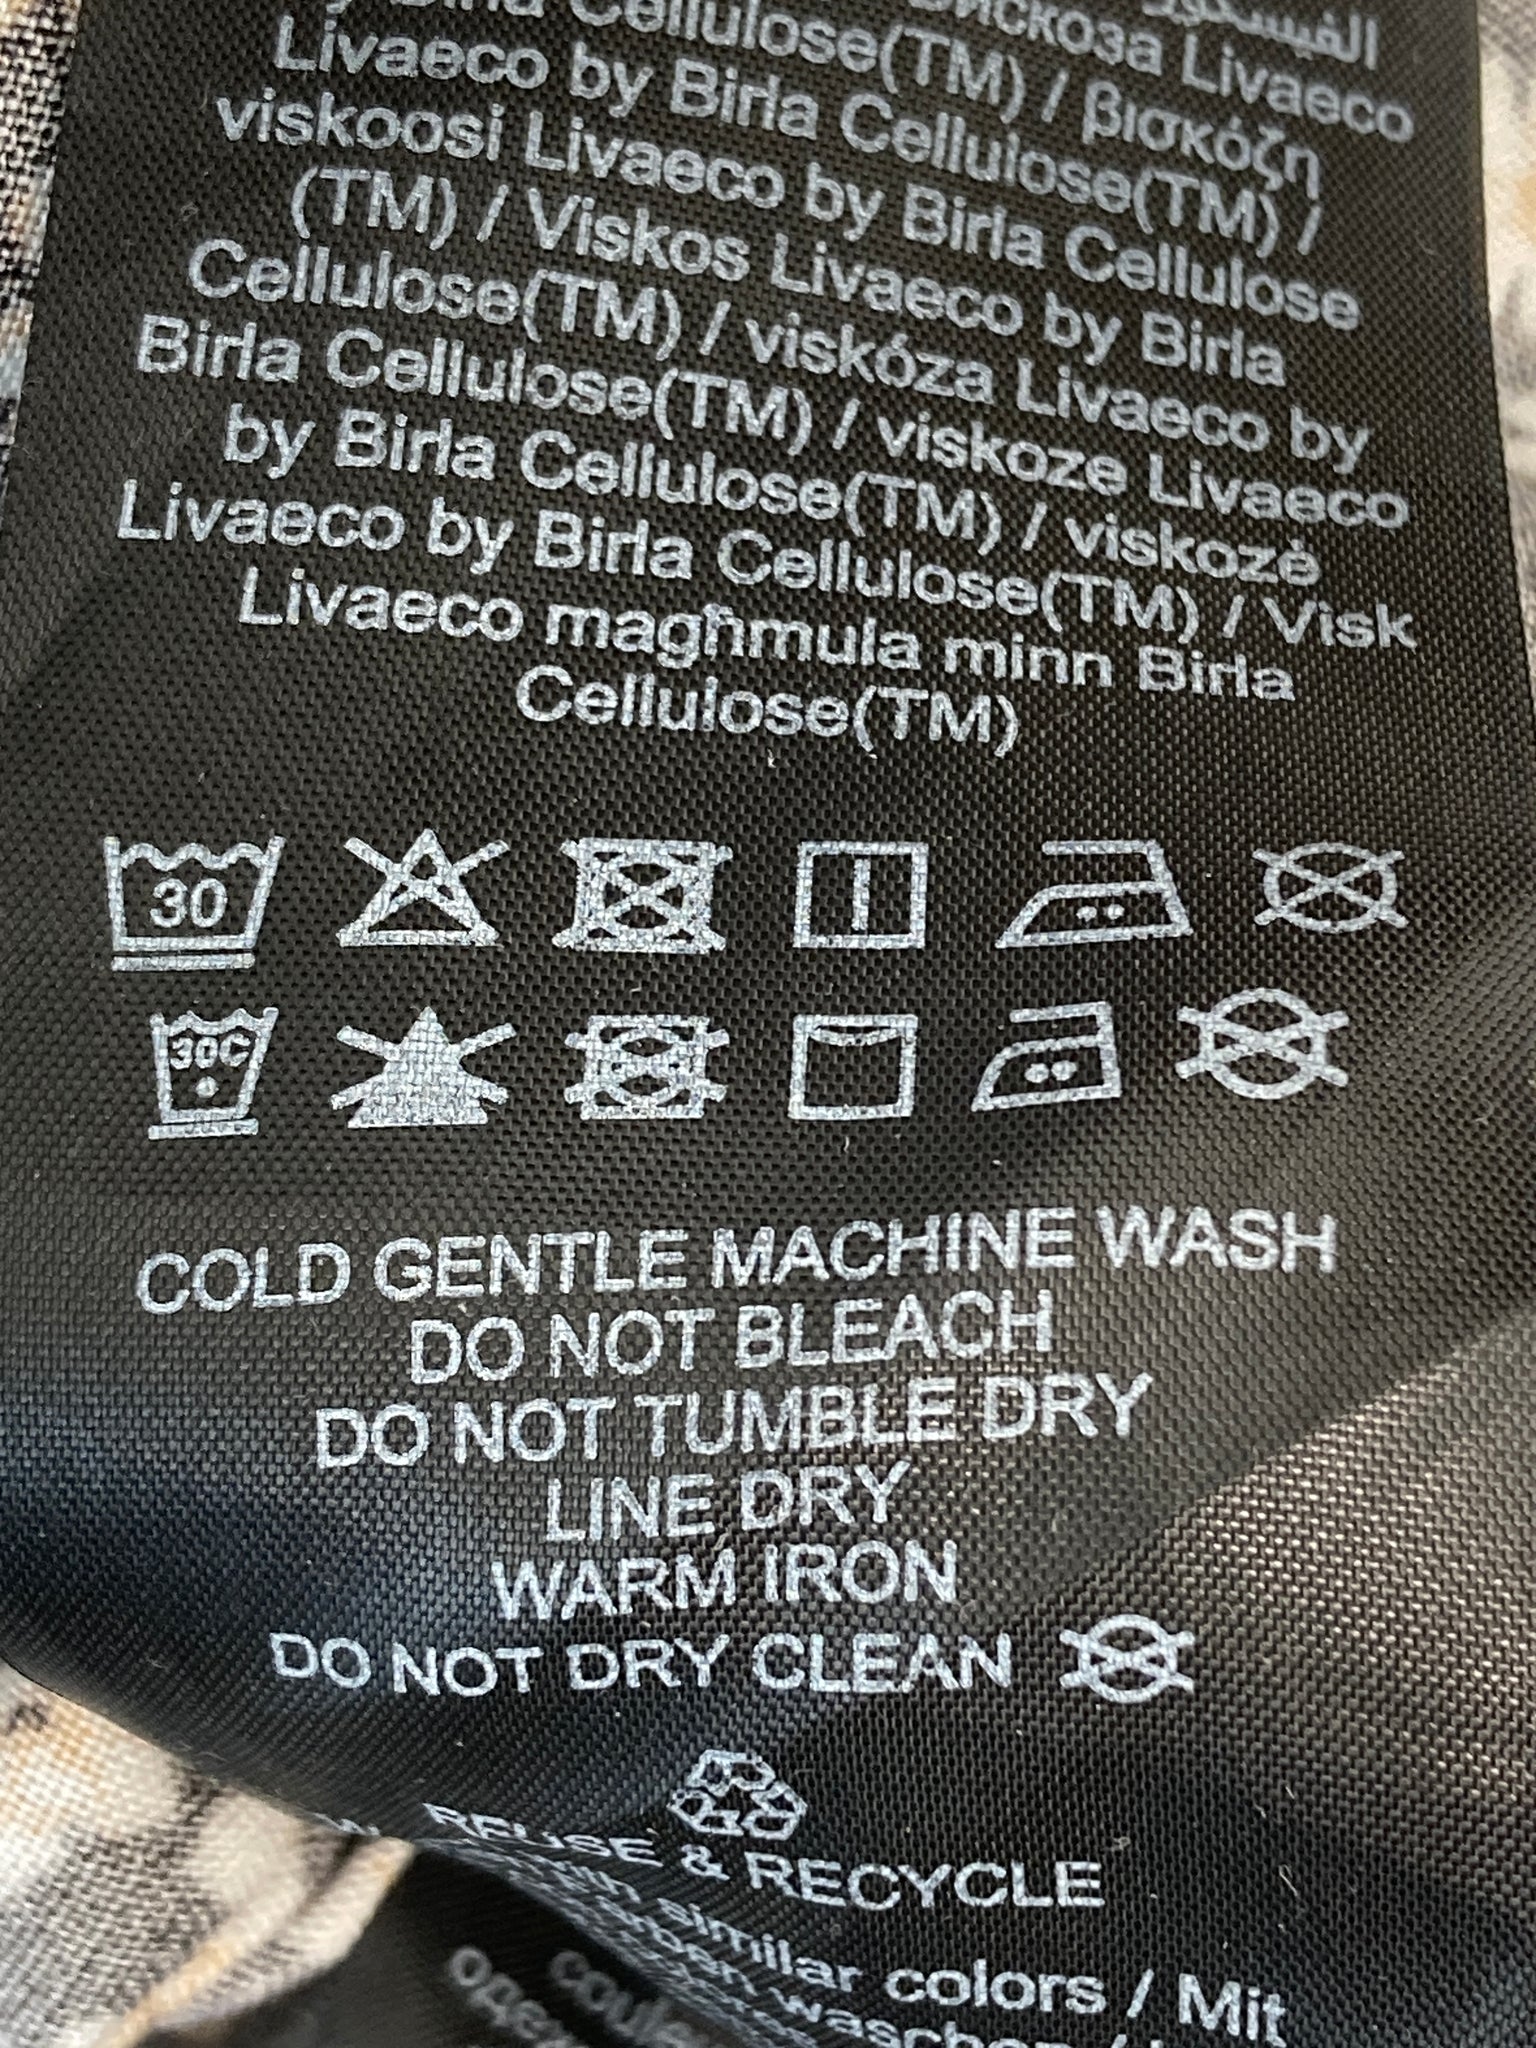 вискоза Livaeco
Birla Cellulose(TM) / βισκόζη
Livaeco by Birla Cellulose(TM) /
viskoosi Livaeco by Birla Cellulose
(TM) / Viskos Livaeco by Birla
Cellulose(TM) / viskóza Livaeco by
Birla Cellulose(TM) / viskoze Livaeco
by Birla Cellulose(TM) / viskozė
Livaeco by Birla Cellulose(TM) / Visk
Livaeco magħmula minn Birla
Cellulose(TM)
30
30C
COLD GENTLE MACHINE WASH
DO NOT BLEACH
DO NOT TUMBLE DRY
LINE DRY
WARM IRON
DO NOT DRY CLEAN
REUSE & RECYCLE
similar colors / Mit